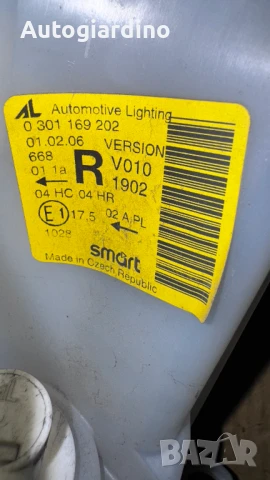 Autogiardino
AL Automotive Lighting
0 301 169 202
01.02.06 VERSION
668 R V010
01 1a 1902
04 HC 04 HR
E1 17,5 02 A,PL
1028
smart
Made in Czech Republic
BAZAR